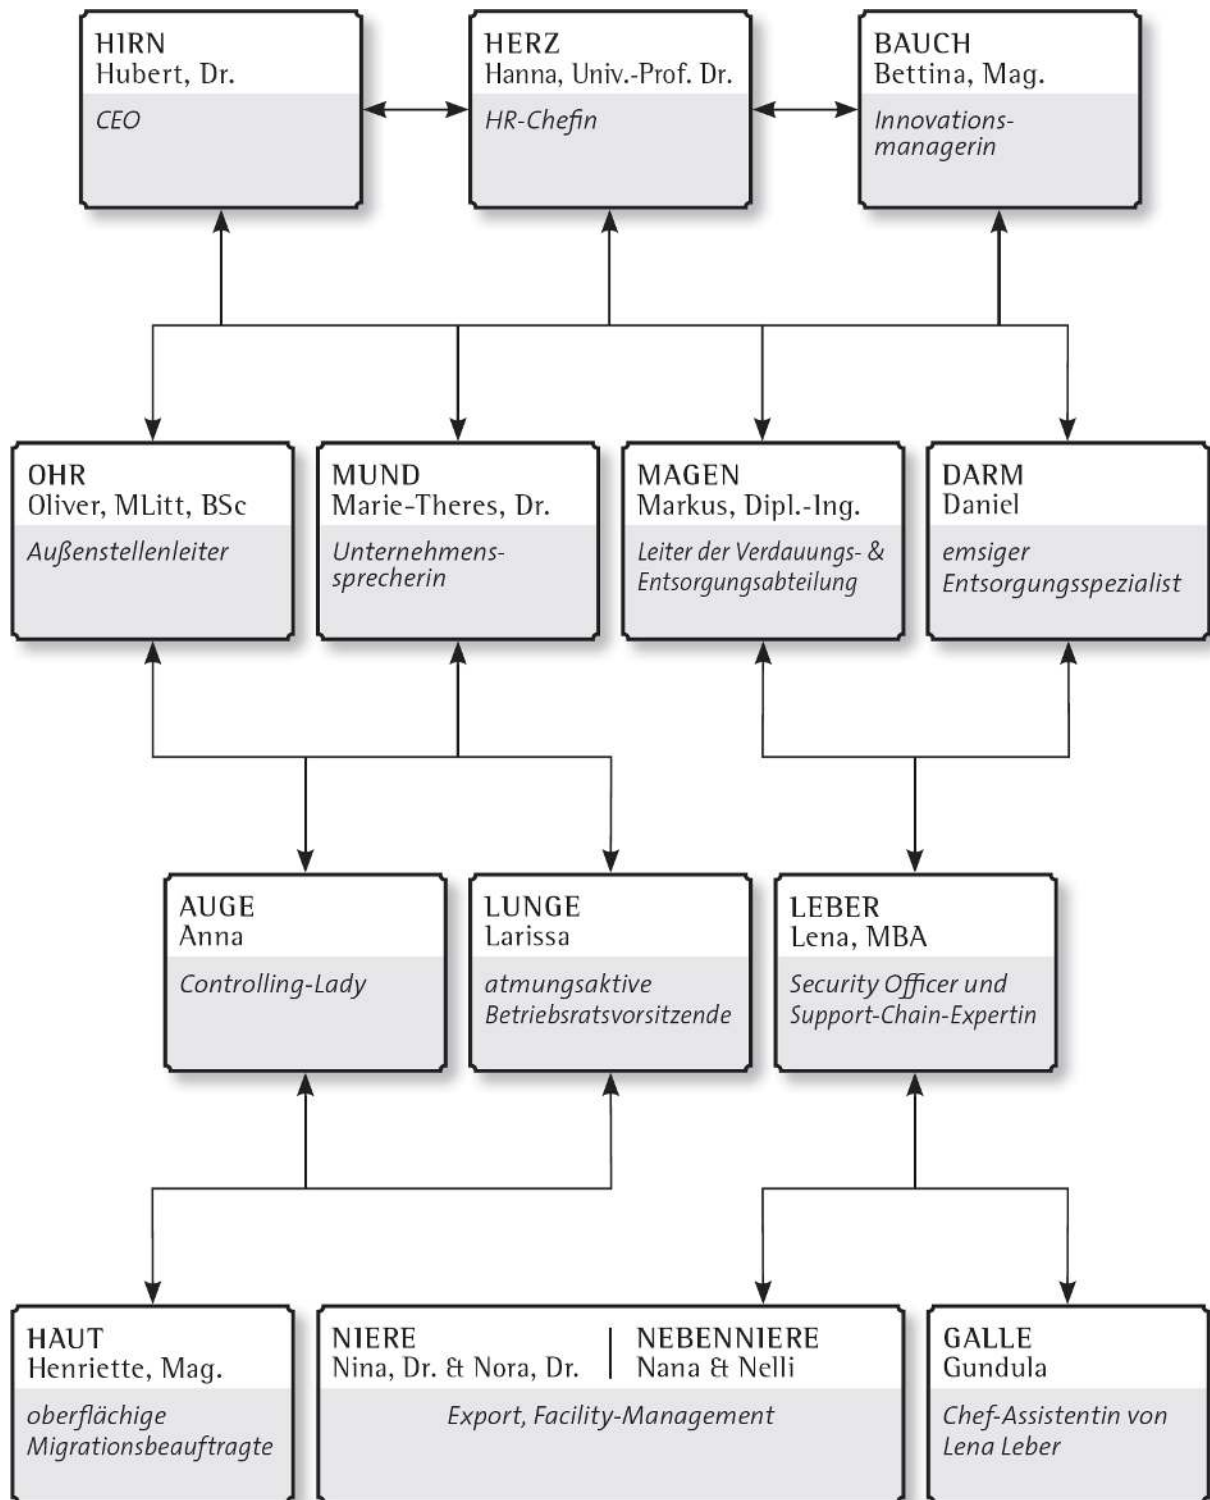 HIRN
Hubert, Dr.
CEO
HERZ
Hanna, Univ.-Prof. Dr.
HR-Chefin
BAUCH
Bettina, Mag.
Innovations-
managerin
OHR
Oliver, MLitt, BSc
Außenstellenleiter
MUND
Marie-Theres, Dr.
Unternehmens-
sprecherin
MAGEN
Markus, Dipl.-Ing.
Leiter der Verdauungs- &
Entsorgungsabteilung
DARM
Daniel
emsiger
Entsorgungsspezialist
AUGE
Anna
Controlling-Lady
LUNGE
Larissa
atmungsaktive
Betriebsratsvorsitzende
LEBER
Lena, MBA
Security Officer und
Support-Chain-Expertin
HAUT
Henriette, Mag.
oberflächige
Migrationsbeauftragte
NIERE
Nina, Dr. & Nora, Dr.
NEBENNIERE
Nana & Nelli
Export, Facility-Management
GALLE
Gundula
Chef-Assistentin von
Lena Leber